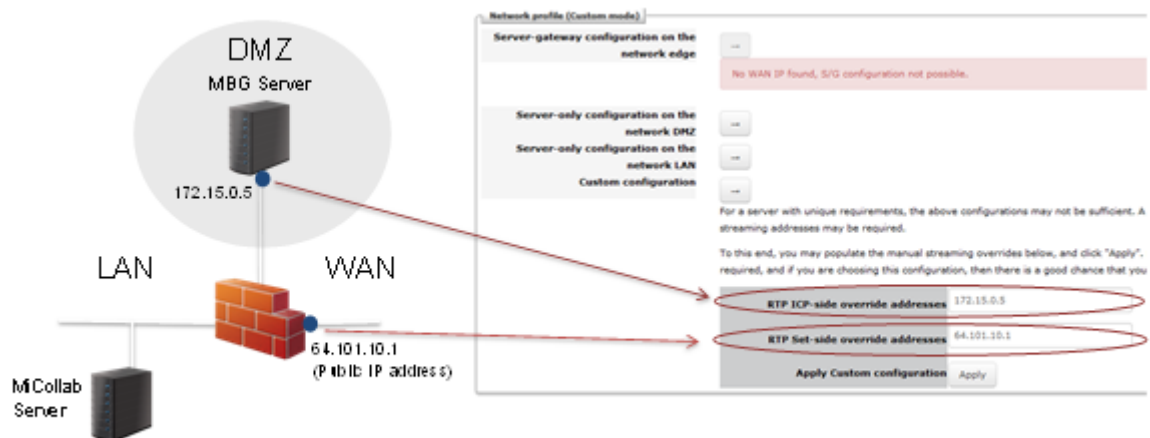 DMZ
MBG Server
172.15.0.5
LAN
WAN
64.101.10.1
(Public IP address)
MiCollab
Server
Network profile (Custom mode)
Server-gateway configuration on the
network edge
No WAN IP found, S/G configuration not possible.
Server-only configuration on the
network DMZ
Server-only configuration on the
network LAN
Custom configuration
For a server with unique requirements, the above configurations may not be sufficient. A
streaming addresses may be required.
To this end, you may populate the manual streaming overrides below, and click "Apply".
required, and if you are choosing this configuration, then there is a good chance that you
RTP ICP-side override addresses 172.15.0.5
RTP Set-side override addresses 64.101.10.1
Apply Custom configuration Apply